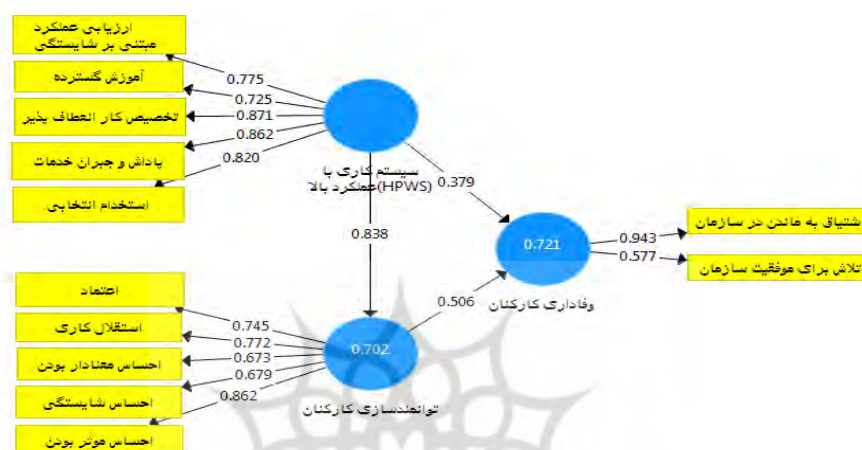 ارزیابی عملکرد
مبتنی بر شایستگی
آموزش گسترده
تخصیص کار انعطاف پذیر
پاداش و جبران خدمات
استخدام انتخابی
0.775
0.725
0.871
0.862
0.820
سیستم کاری با
عملکرد بالا(HPWS)
0.379
0.838
0.721
وفاداری کارکنان
0.943
0.577
شتیاق به ماندن در سازمان
تلاش برای موفقیت سازمان
0.506
اعتماد
استقلال کاری
احساس معنادار بودن
احساس شایستگی
احساس موثر بودن
0.745
0.772
0.673
0.679
0.862
0.702
توانمندسازی کارکنان